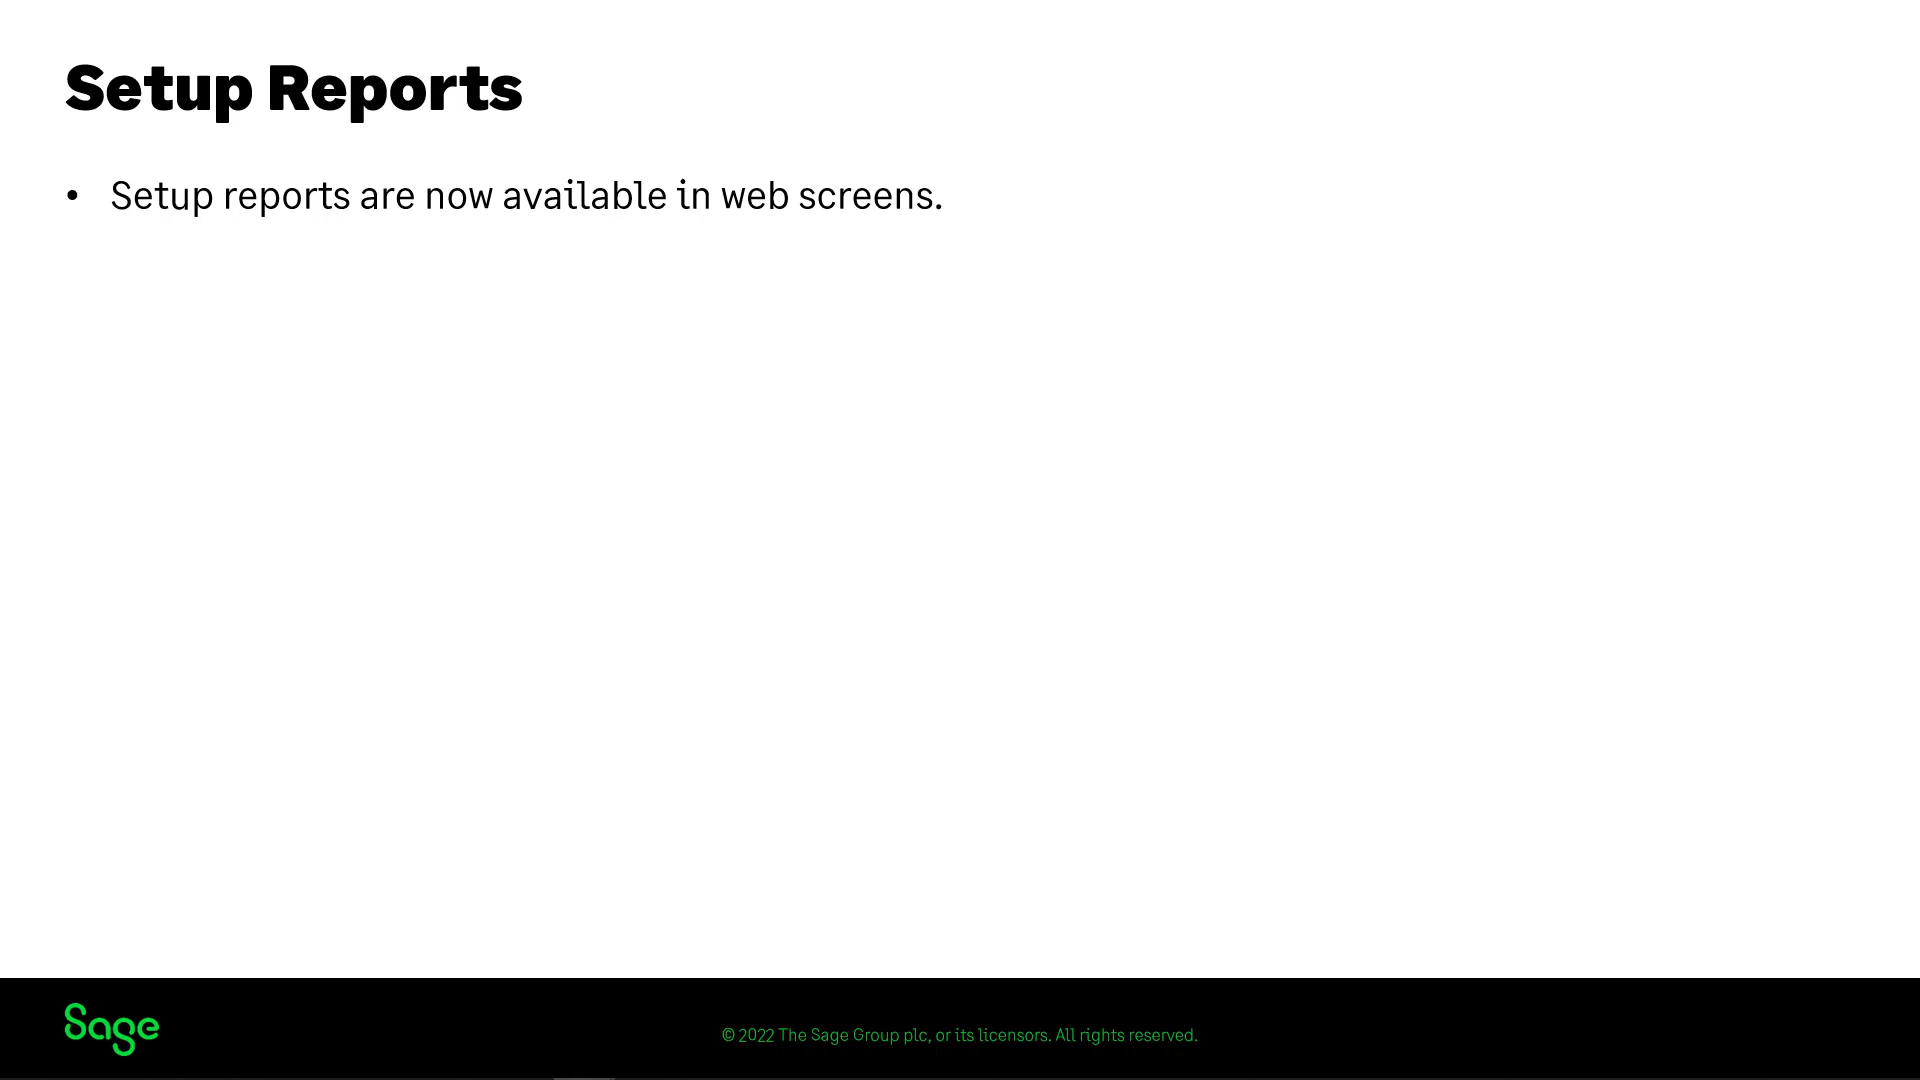 Setup Reports
• Setup reports are now available in web screens.
Sage
© 2022 The Sage Group plc, or its licensors. All rights reserved.